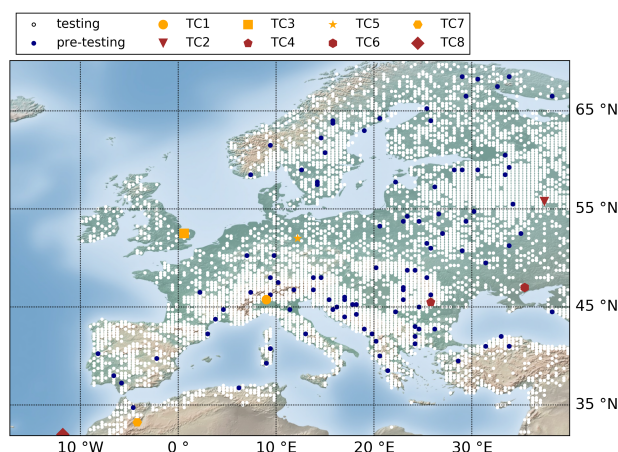 testing TC1 TC3 TC5 TC7
pre-testing TC2 TC4 TC6 TC8
65 °N
55 °N
45 °N
35 °N
10 °W 0 ° 10 °E 20 °E 30 °E